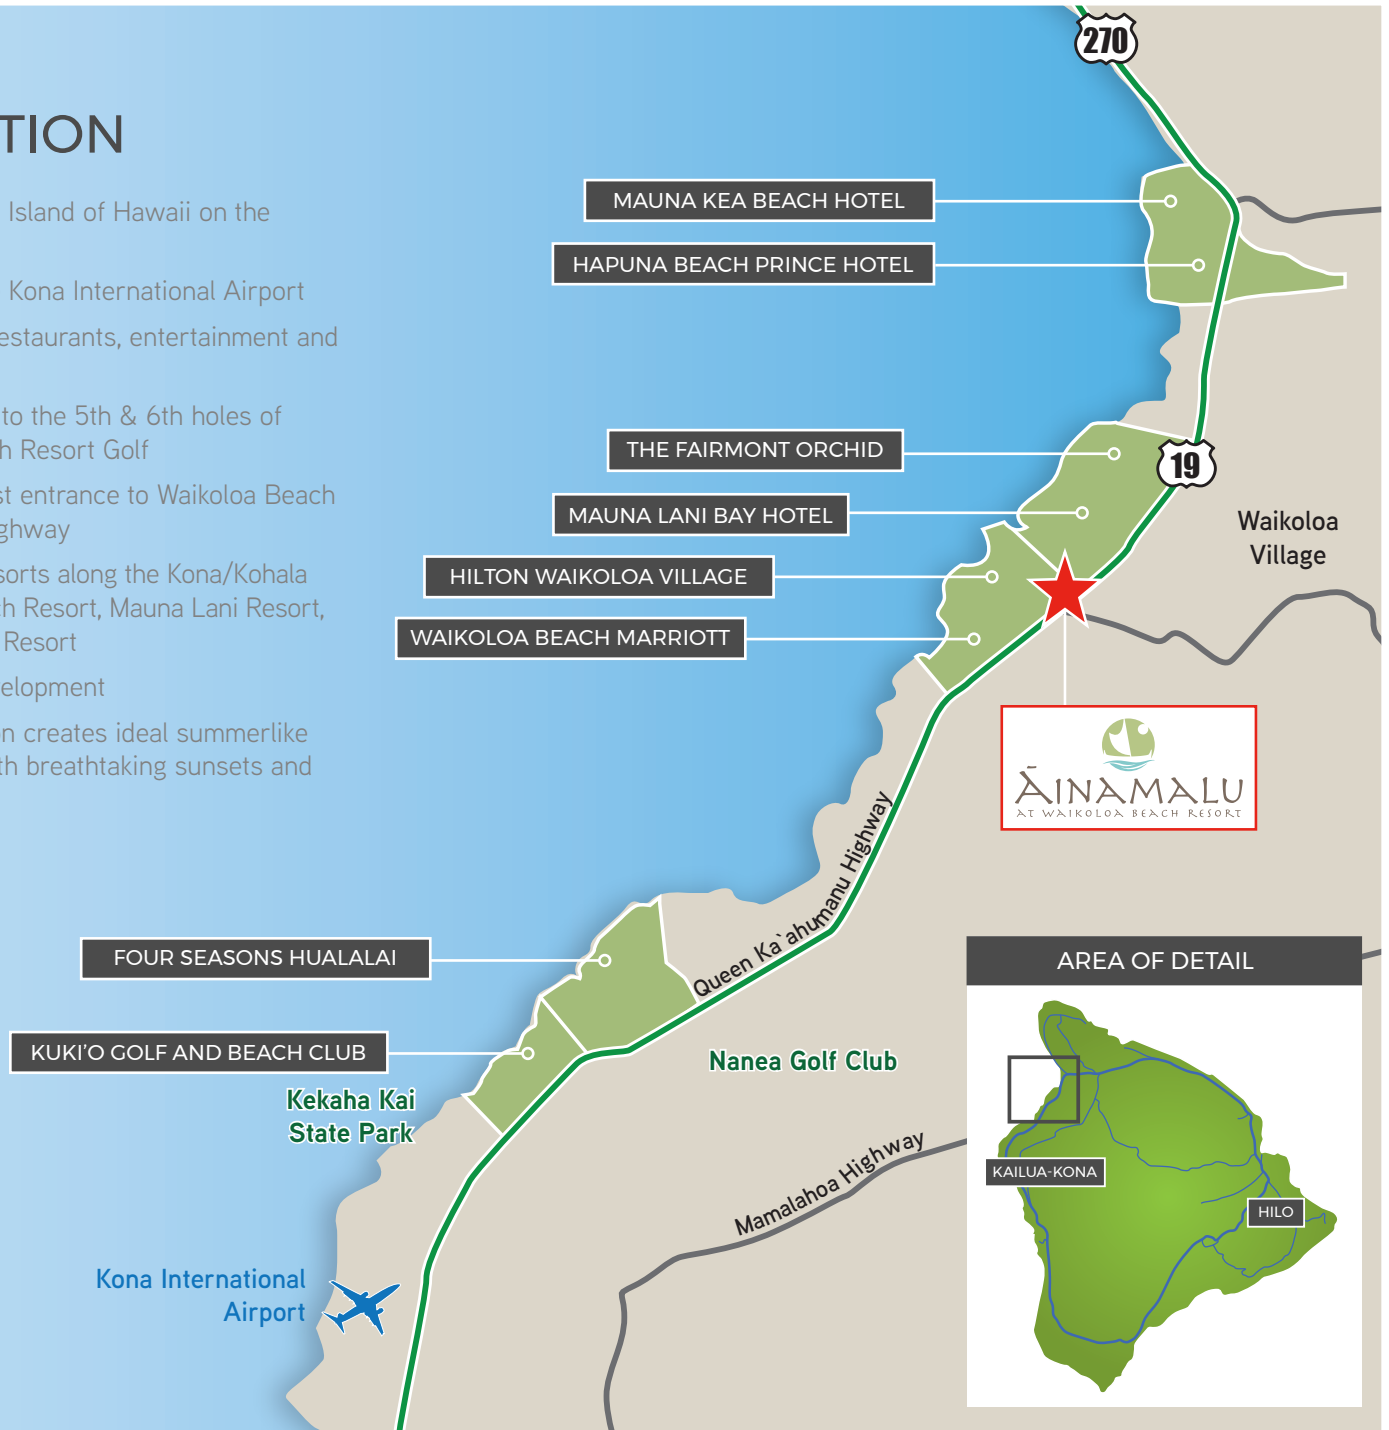 TION
Island of Hawaii on the
Kona International Airport
estaurants, entertainment and
to the 5th & 6th holes of
h Resort Golf
st entrance to Waikoloa Beach
ghway
sorts along the Kona/Kohala
ch Resort, Mauna Lani Resort,
Resort
elopment
on creates ideal summerlike
th breathtaking sunsets and
270
MAUNA KEA BEACH HOTEL
HAPUNA BEACH PRINCE HOTEL
THE FAIRMONT ORCHID
19
MAUNA LANI BAY HOTEL
Waikoloa
Village
HILTON WAIKOLOA VILLAGE
WAIKOLOA BEACH MARRIOTT
ĀINAMALU
AT WAIKOLOA BEACH RESORT
Queen Ka`ahumanu Highway
FOUR SEASONS HUALALAI
KUKI'O GOLF AND BEACH CLUB
Nanea Golf Club
Kekaha Kai
State Park
Mamalahoa Highway
Kona International
Airport
AREA OF DETAIL
KAILUA-KONA
HILO